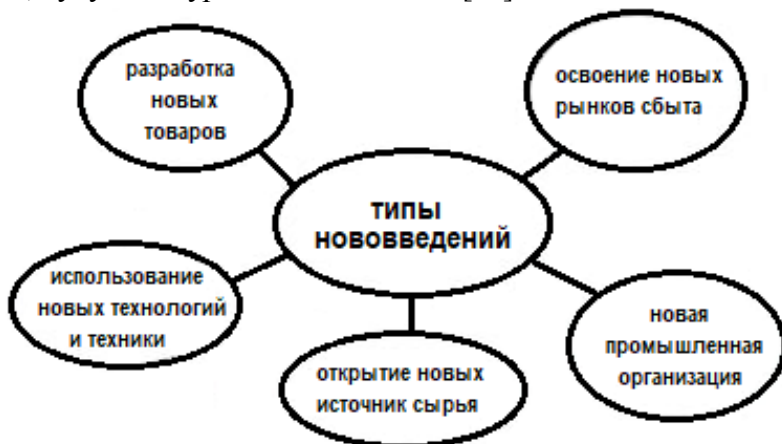 разработка
новых
товаров
освоение новых
рынков сбыта
типы
нововведений
использование
новых технологий
и техники
открытие новых
источник сырья
новая
промышленная
организация